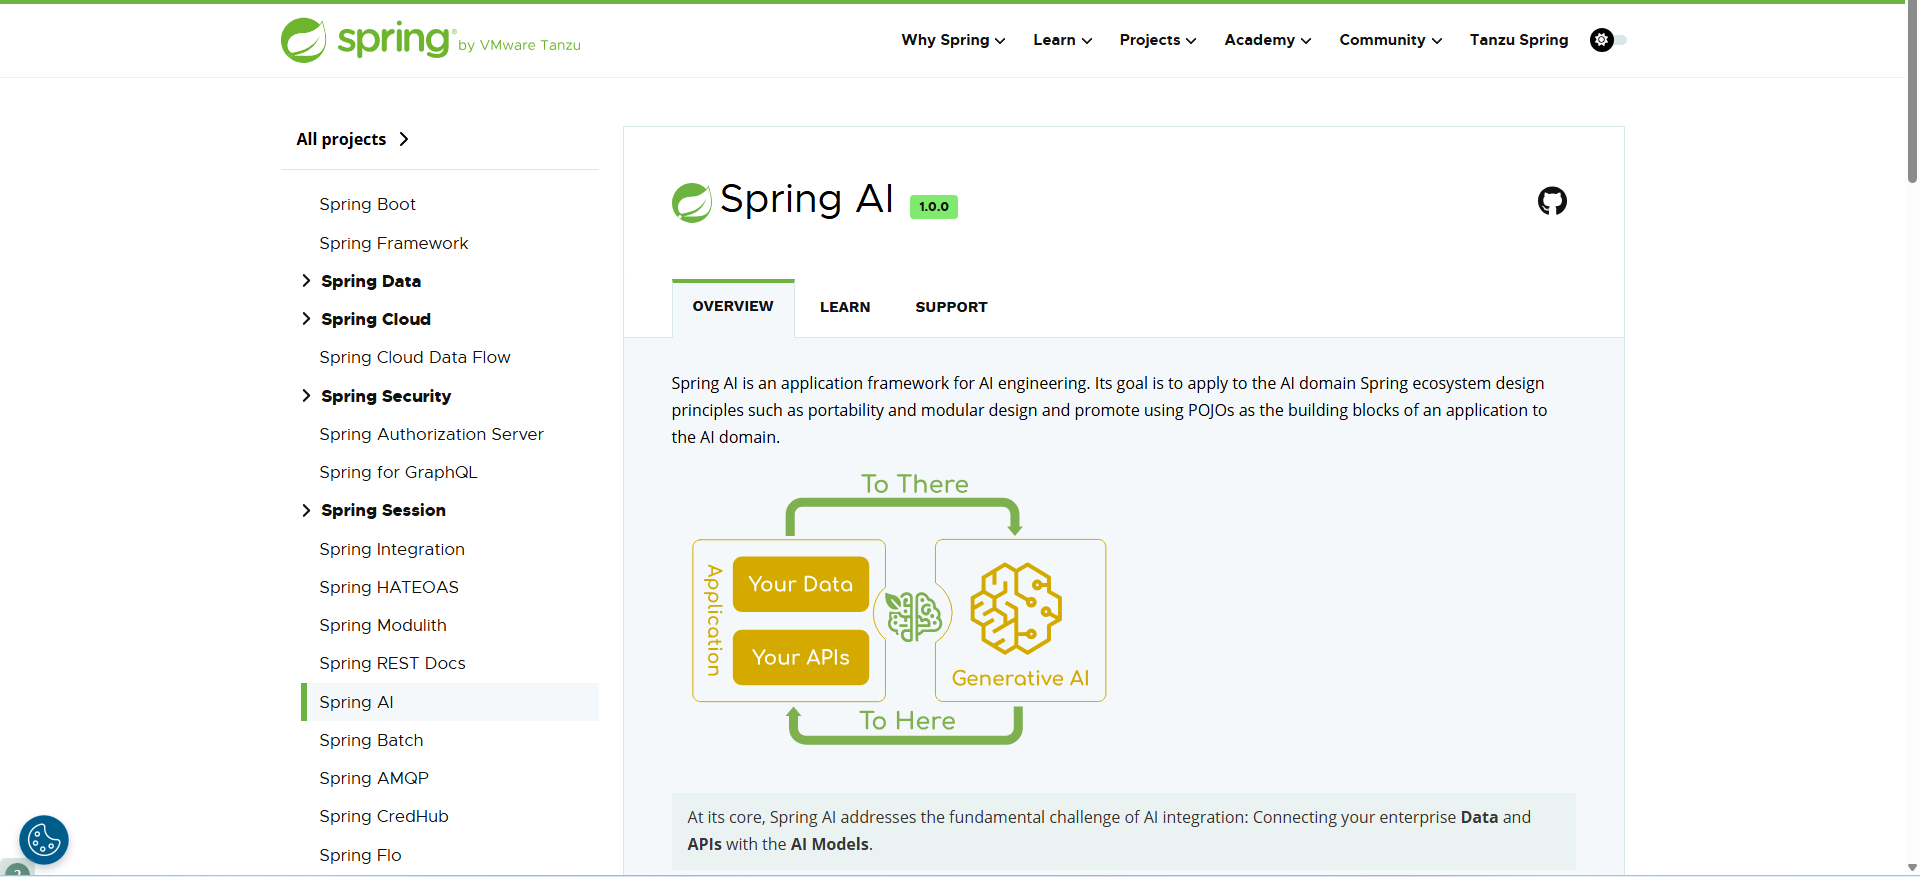 spring by VMware Tanzu
Why Spring
Learn
Projects
Academy
Community
Tanzu Spring
All projects
Spring Boot
Spring Framework
Spring Data
Spring Cloud
Spring Cloud Data Flow
Spring Security
Spring Authorization Server
Spring for GraphQL
Spring Session
Spring Integration
Spring HATEOAS
Spring Modulith
Spring REST Docs
Spring AI
Spring Batch
Spring AMQP
Spring CredHub
Spring Flo
Spring AI 1.0.0
OVERVIEW
LEARN
SUPPORT
Spring AI is an application framework for AI engineering. Its goal is to apply to the AI domain Spring ecosystem design
principles such as portability and modular design and promote using POJOs as the building blocks of an application to
the AI domain.
To There
Application
Your Data
Your APIs
Generative AI
To Here
At its core, Spring AI addresses the fundamental challenge of AI integration: Connecting your enterprise Data and
APIs with the AI Models.